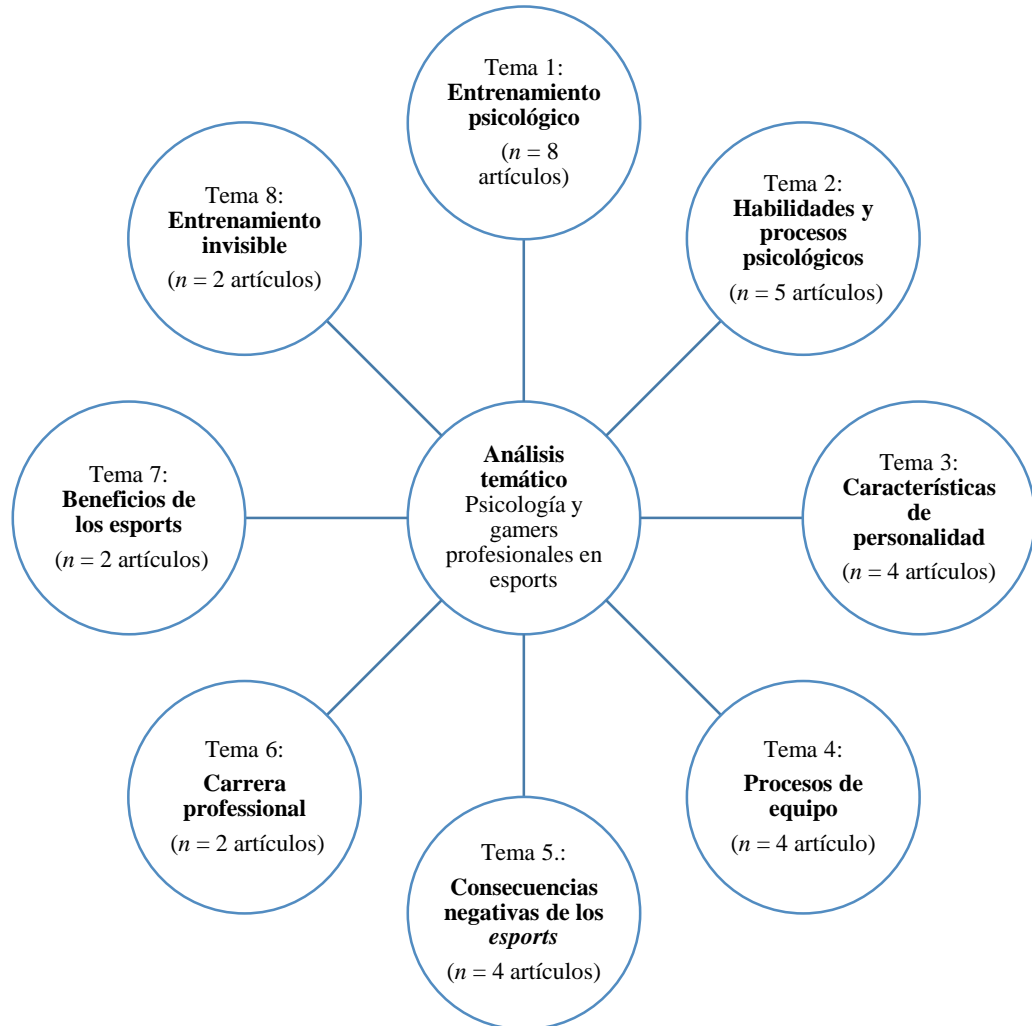 Tema 1:
Entrenamiento
psicológico
(n = 8
artículos)
Tema 2:
Habilidades y
procesos
psicológicos
(n = 5 artículos)
Tema 3:
Características
de
personalidad
(n = 4 artículos)
Tema 4:
Procesos de
equipo
(n = 4 artículo)
Tema 5.:
Consecuencias
negativas de los
esports
(n = 4 artículos)
Tema 6:
Carrera
professional
(n = 2 artículos)
Tema 7:
Beneficios de
los esports
(n = 2 artículos)
Tema 8:
Entrenamiento
invisible
(n = 2 artículos)
Análisis
temático
Psicología y
gamers
profesionales en
esports